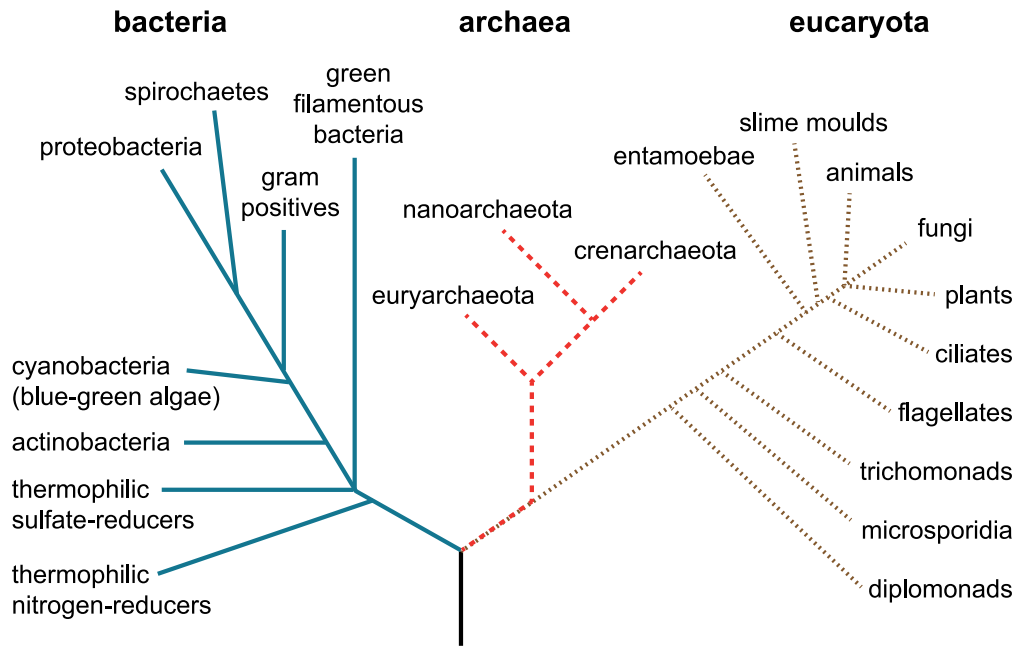 bacteria
archaea
eucaryota
spirochaetes
proteobacteria
green
filamentous
bacteria
gram
positives
cyanobacteria
(blue-green algae)
actinobacteria
thermophilic
sulfate-reducers
thermophilic
nitrogen-reducers
nanoarchaeota
crenarchaeota
euryarchaeota
slime moulds
entamoebae
animals
fungi
plants
ciliates
flagellates
trichomonads
microsporidia
diplomonads